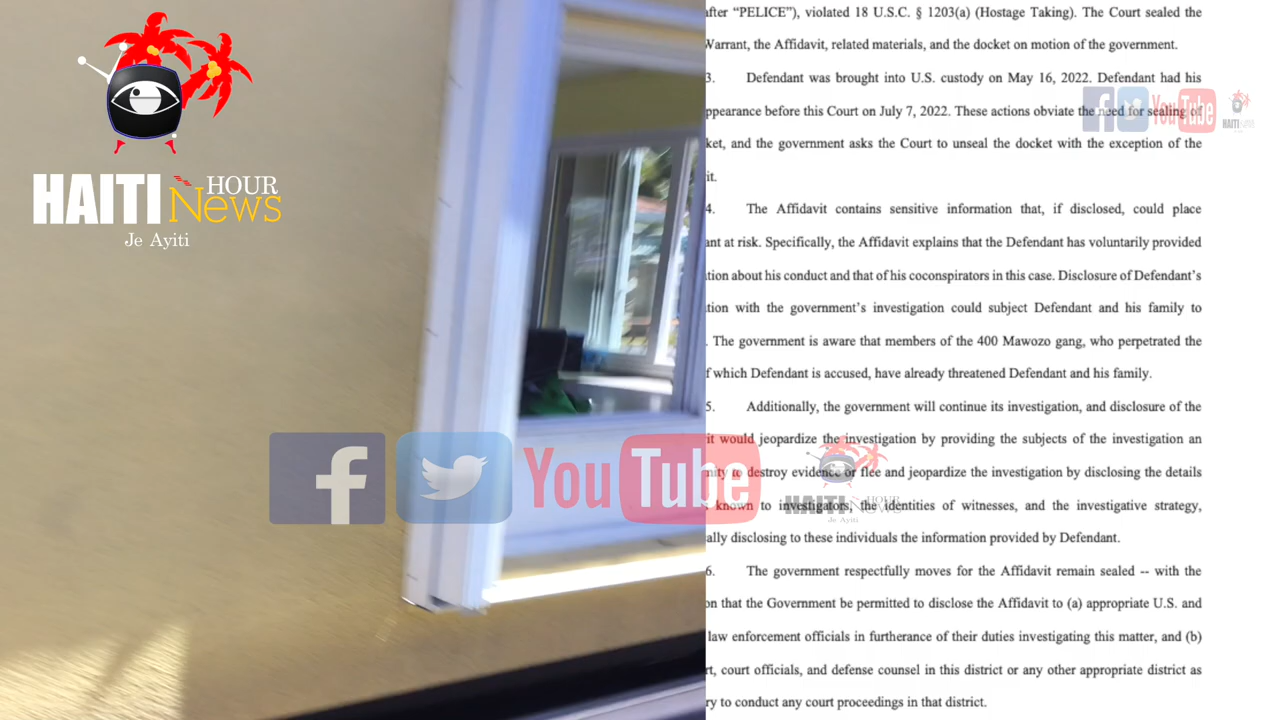 HAITI HOUR
News
Je Ayiti
after "PELICE"), violated 18 U.S.C. § 1203(a) (Hostage Taking). The Court sealed the
Warrant, the Affidavit, related materials, and the docket on motion of the government.
3. Defendant was brought into U.S. custody on May 16, 2022. Defendant had his
ppearance before this Court on July 7, 2022. These actions obviate the need for sealing of
ket, and the government asks the Court to unseal the docket with the exception of the
it.
4. The Affidavit contains sensitive information that, if disclosed, could place
ant at risk. Specifically, the Affidavit explains that the Defendant has voluntarily provided
tion about his conduct and that of his coconspirators in this case. Disclosure of Defendant's
tion with the government's investigation could subject Defendant and his family to
. The government is aware that members of the 400 Mawozo gang, who perpetrated the
f which Defendant is accused, have already threatened Defendant and his family.
5. Additionally, the government will continue its investigation, and disclosure of the
it would jeopardize the investigation by providing the subjects of the investigation an
nity to destroy evidence or flee and jeopardize the investigation by disclosing the details
known to investigators, the identities of witnesses, and the investigative strategy,
ally disclosing to these individuals the information provided by Defendant.
6. The government respectfully moves for the Affidavit remain sealed -- with the
on that the Government be permitted to disclose the Affidavit to (a) appropriate U.S. and
law enforcement officials in furtherance of their duties investigating this matter, and (b)
rt, court officials, and defense counsel in this district or any other appropriate district as
ry to conduct any court proceedings in that district.
f YouTube
HAITI HOUR
News
Je Ayiti
f YouTube
HAITI